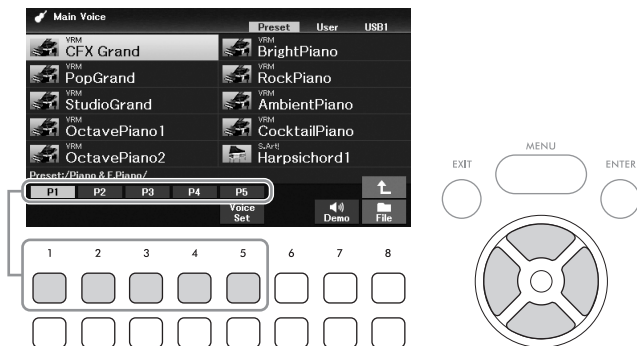 Main Voice
Preset User USB1
VRM CFX Grand
VRM BrightPiano
VRM PopGrand
VRM RockPiano
VRM StudioGrand
VRM AmbientPiano
VRM OctavePiano1
VRM CocktailPiano
VRM OctavePiano2
S.Art! Harpsichord1
Preset:/Piano & E.Piano/
P1 P2 P3 P4 P5
Voice Set
Demo
File
1 2 3 4 5 6 7 8
EXIT
MENU
ENTER